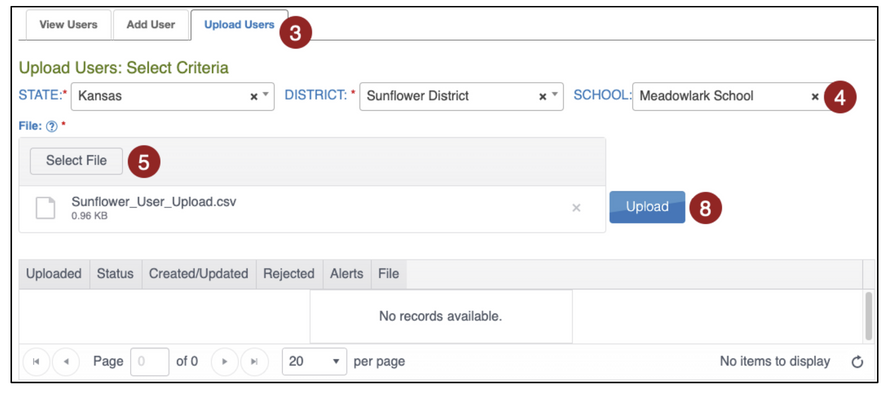 View Users Add User Upload Users 3
Upload Users: Select Criteria
STATE:* Kansas × DISTRICT: * Sunflower District × SCHOOL: Meadowlark School × 4
File: ? *
Select File 5
Sunflower_User_Upload.csv ×
0.96 KB
Upload 8
Uploaded Status Created/Updated Rejected Alerts File
No records available.
Page 0 of 0 20 per page No items to display